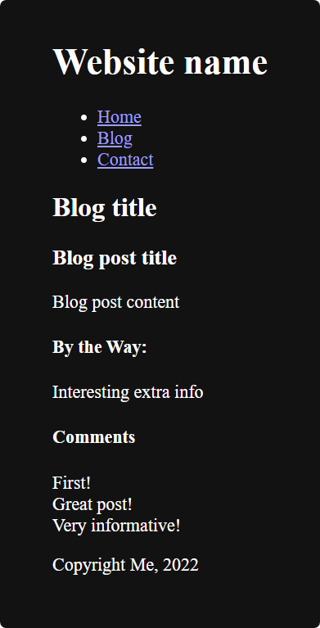 Website name
Home
Blog
Contact
Blog title
Blog post title
Blog post content
By the Way:
Interesting extra info
Comments
First!
Great post!
Very informative!
Copyright Me, 2022